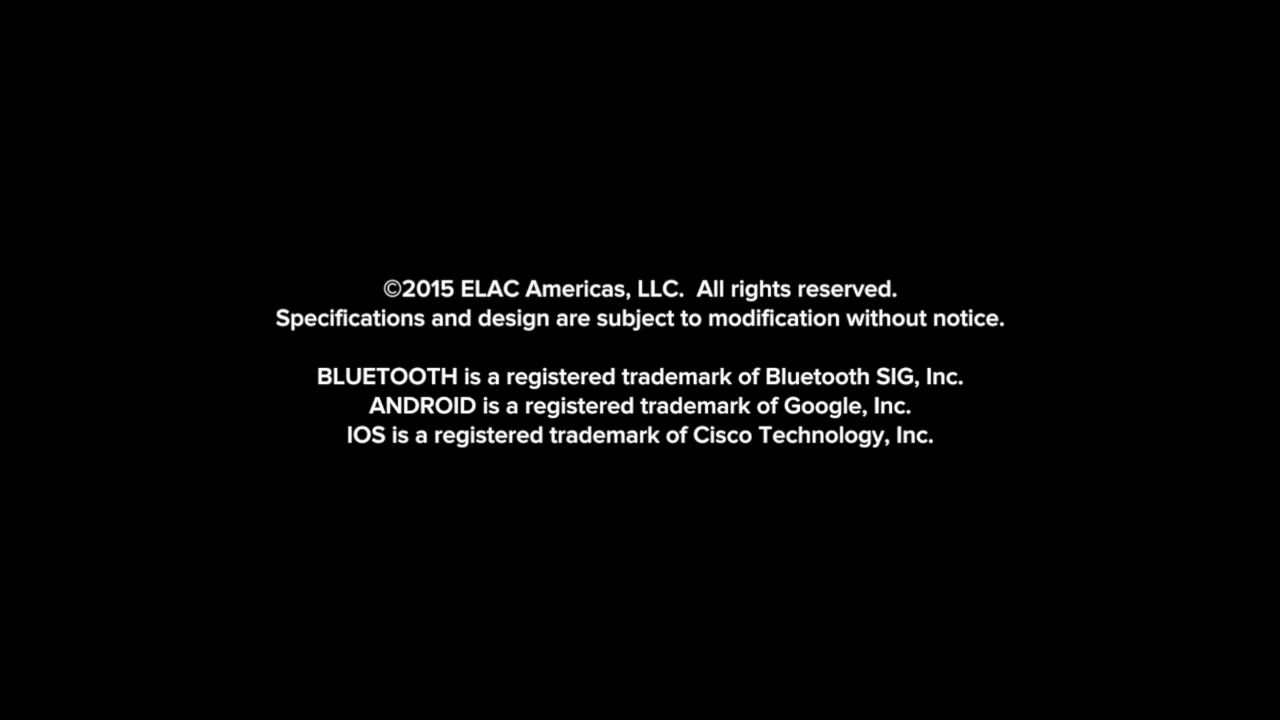 ©2015 ELAC Americas, LLC.  All rights reserved.
Specifications and design are subject to modification without notice.
BLUETOOTH is a registered trademark of Bluetooth SIG, Inc.
ANDROID is a registered trademark of Google, Inc.
IOS is a registered trademark of Cisco Technology, Inc.